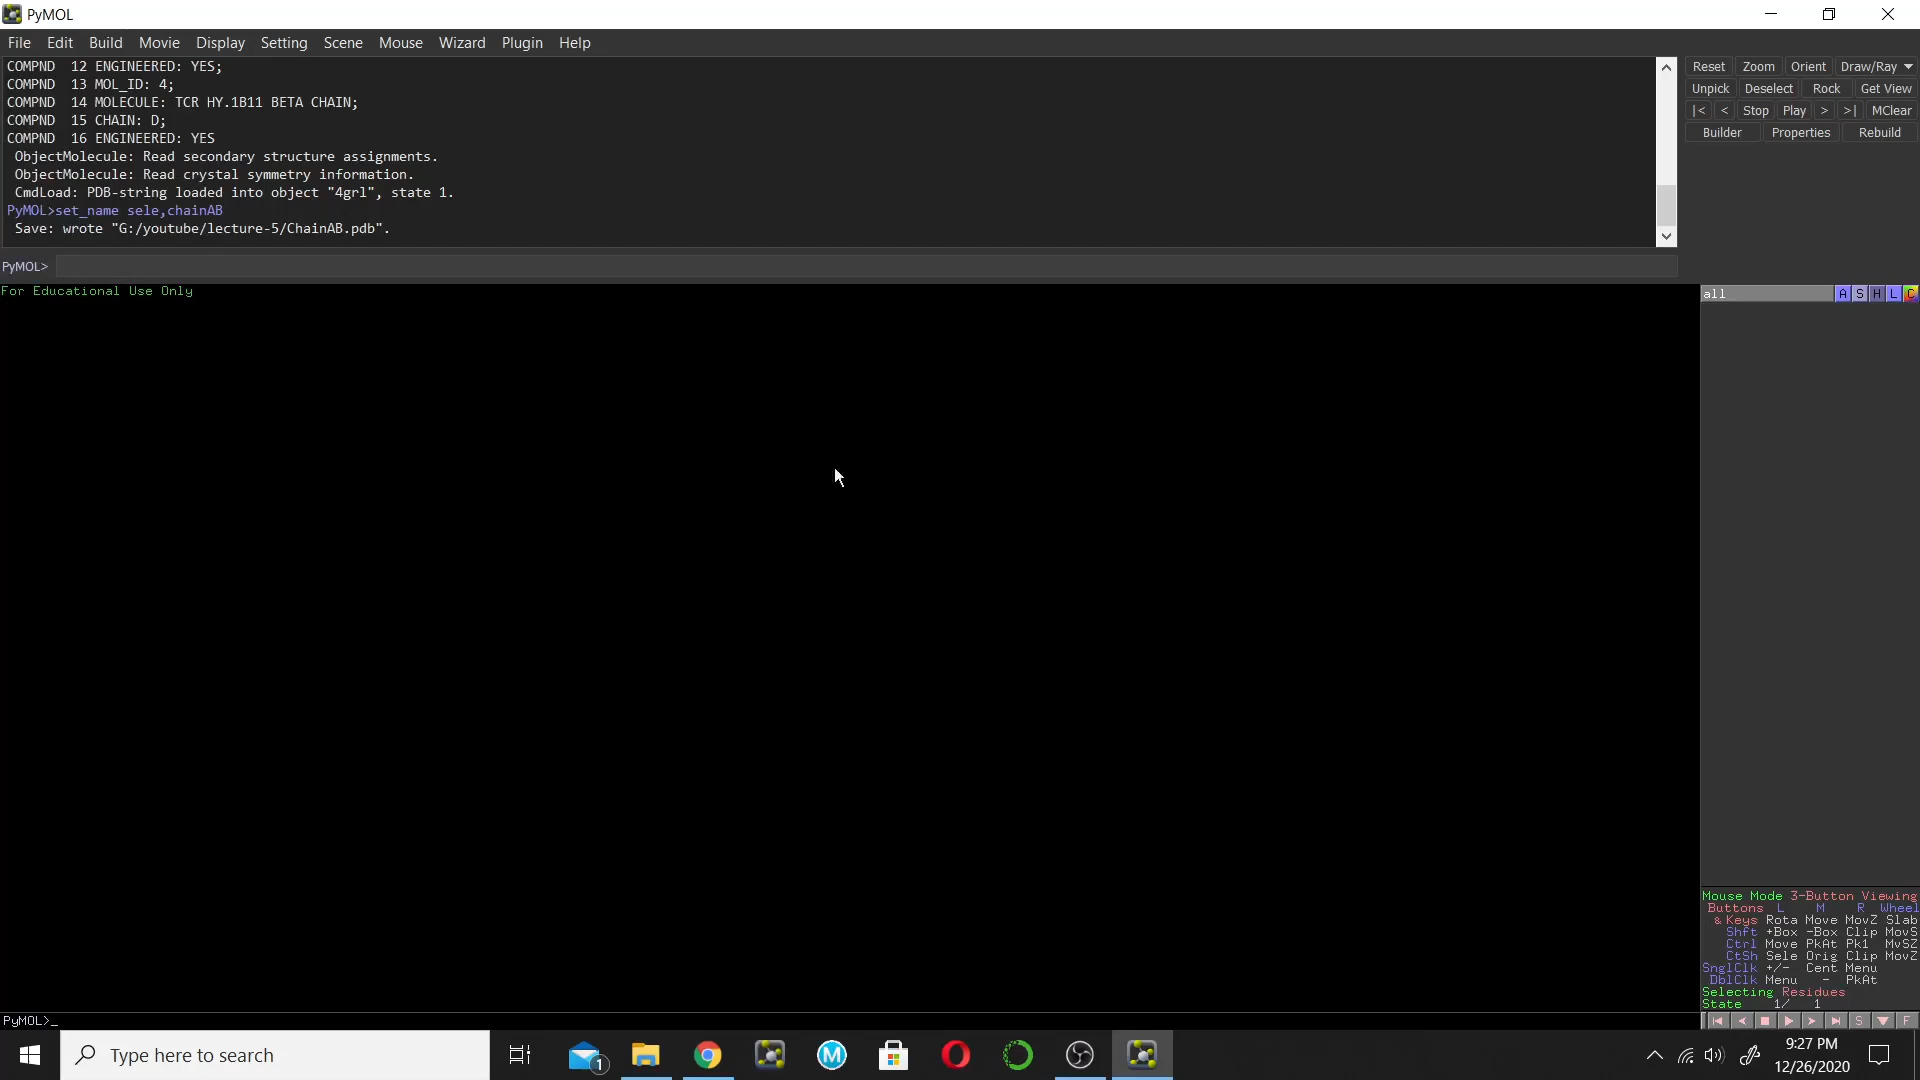 PyMOL
File Edit Build Movie Display Setting Scene Mouse Wizard Plugin Help
COMPND  12 ENGINEERED: YES;
COMPND  13 MOL_ID: 4;
COMPND  14 MOLECULE: TCR HY.1B11 BETA CHAIN;
COMPND  15 CHAIN: D;
COMPND  16 ENGINEERED: YES
ObjectMolecule: Read secondary structure assignments.
ObjectMolecule: Read crystal symmetry information.
CmdLoad: PDB-string loaded into object "4grl", state 1.
PyMOL>set_name sele,chainAB
Save: wrote "G:/youtube/lecture-5/ChainAB.pdb".
Reset Zoom Orient Draw/Ray
Unpick Deselect Rock Get View
|< < Stop Play > >| MClear
Builder Properties Rebuild
PyMOL>
For Educational Use Only
all A S H L C
Mouse Mode 3-Button Viewing
Buttons L M R Wheel
& Keys Rota Move MovZ Slab
Shft +Box -Box Clip MovS
Ctrl Move PkAt Pk1 MvSZ
CtSh Sele Orig Clip MovZ
SnglClk +/- Cent Menu
DblClk Menu - PkAt
Selecting Residues
State 1/ 1
PyMOL>_
S F
Type here to search
1
9:27 PM
12/26/2020